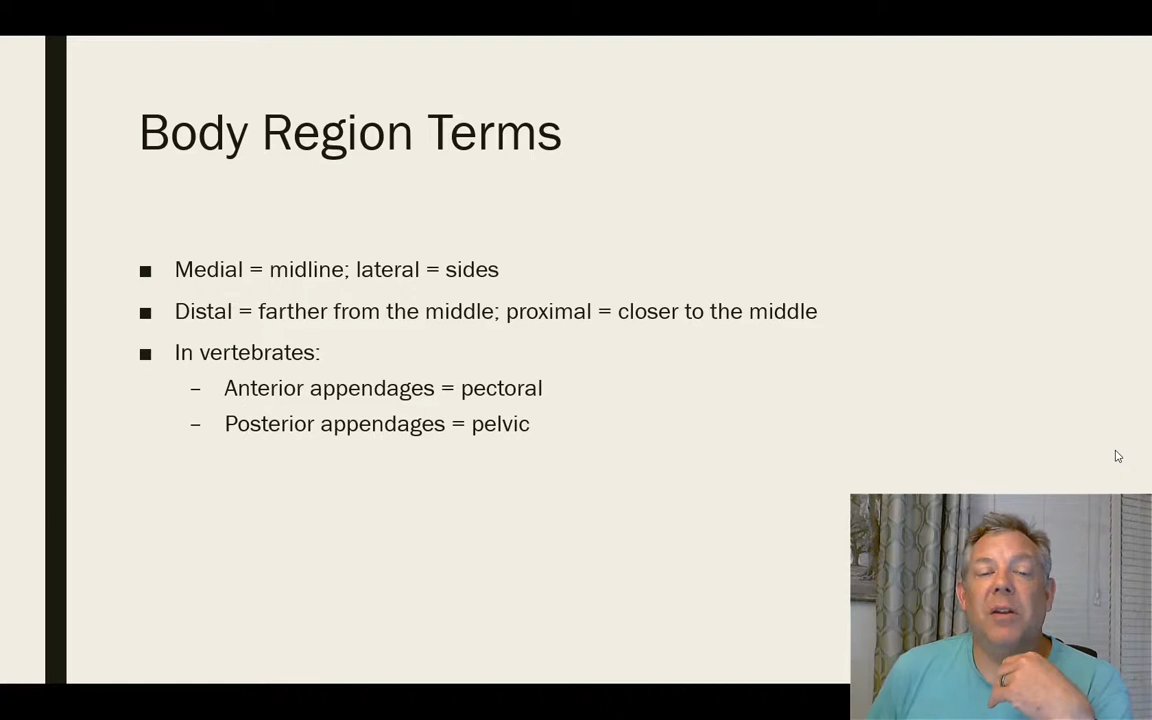 Body Region Terms
■ Medial = midline; lateral = sides
■ Distal = farther from the middle; proximal = closer to the middle
■ In vertebrates:
– Anterior appendages = pectoral
– Posterior appendages = pelvic